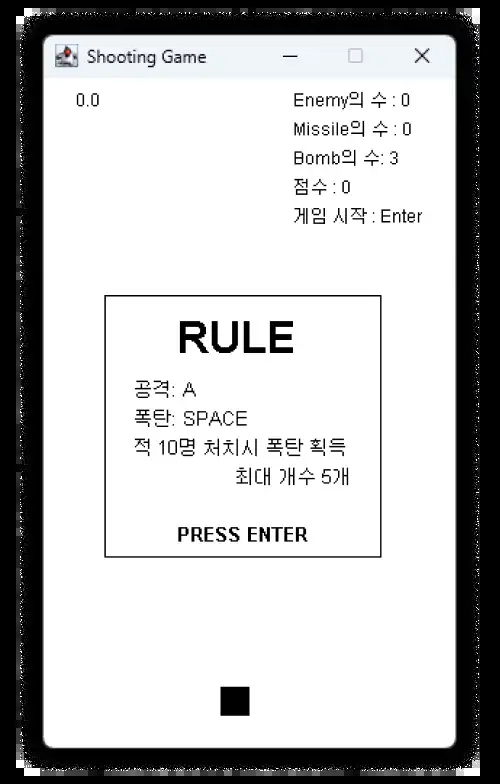 Shooting Game
0.0
Enemy의 수 : 0
Missile의 수 : 0
Bomb의 수: 3
점수 : 0
게임 시작 : Enter
RULE
공격: A
폭탄: SPACE
적 10명 처치시 폭탄 획득
최대 개수 5개
PRESS ENTER